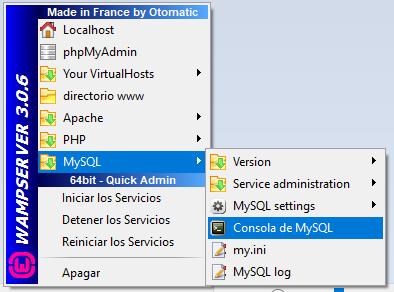 Made in France by Otomatic
WAMPSERVER 3.0.6
Localhost
phpMyAdmin
Your VirtualHosts
directorio www
Apache
PHP
MySQL
64bit - Quick Admin
Iniciar los Servicios
Detener los Servicios
Reiniciar los Servicios
Apagar
Version
Service administration
MySQL settings
Consola de MySQL
my.ini
MySQL log